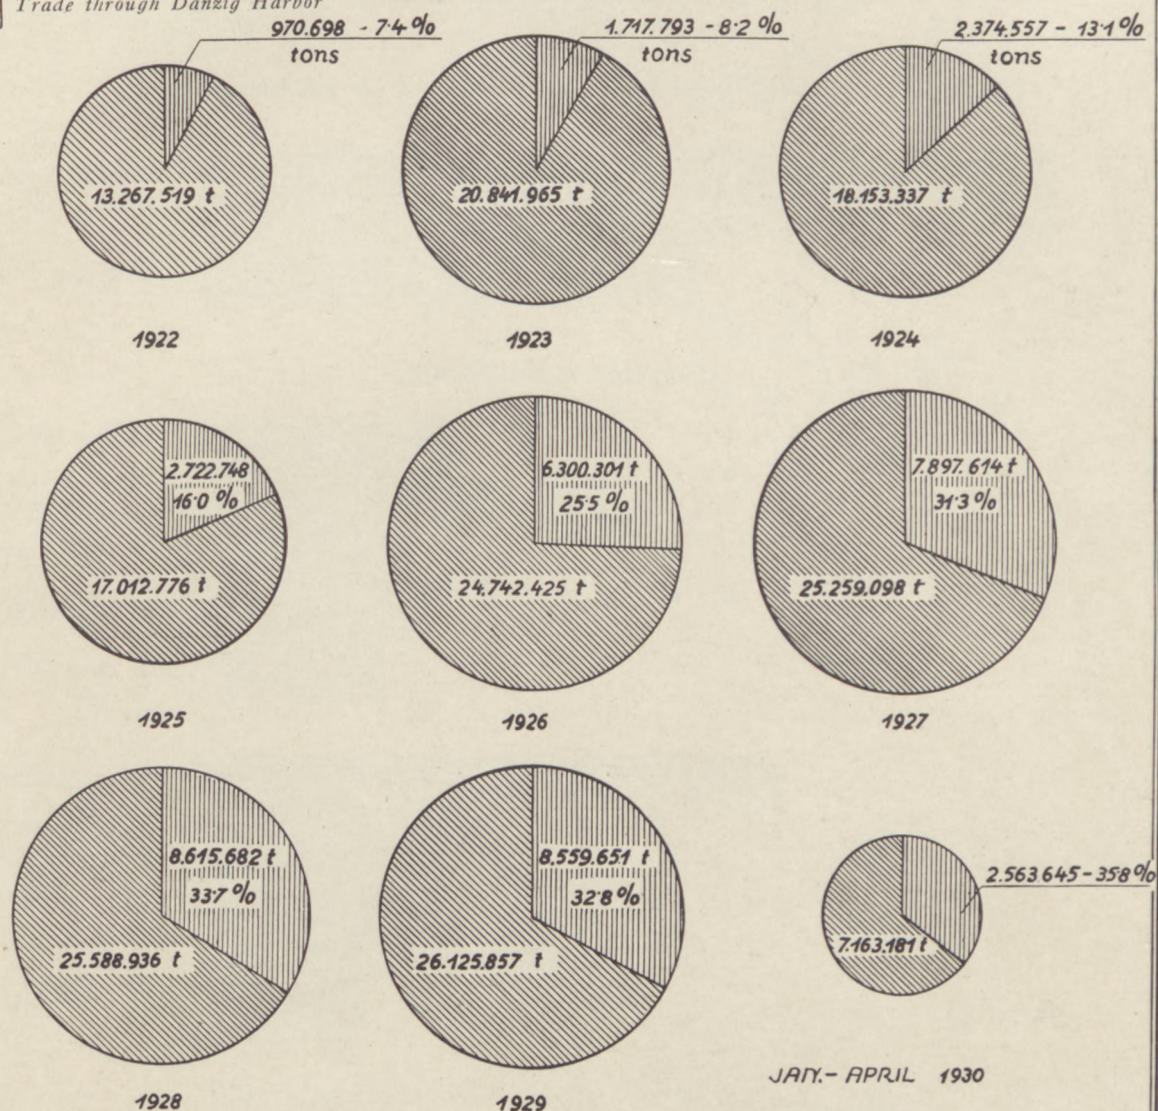 Trade through Danzig Harbor
970.698 - 7·4 %
tons
1.717.793 - 8·2 %
tons
2.374.557 - 13·1 %
tons
13.267.519 t
20.841.965 t
18.153.337 t
1922
1923
1924
2.722.748
16·0 %
17.012.776 t
6.300.301 t
25·5 %
24.742.425 t
7.897.614 t
31·3 %
25.259.098 t
1925
1926
1927
8.615.682 t
33·7 %
25.588.936 t
8.559.651 t
32·8 %
26.125.857 t
2.563.645 - 35·8 %
7.163.181 t
JAN.- APRIL 1930
1928
1929